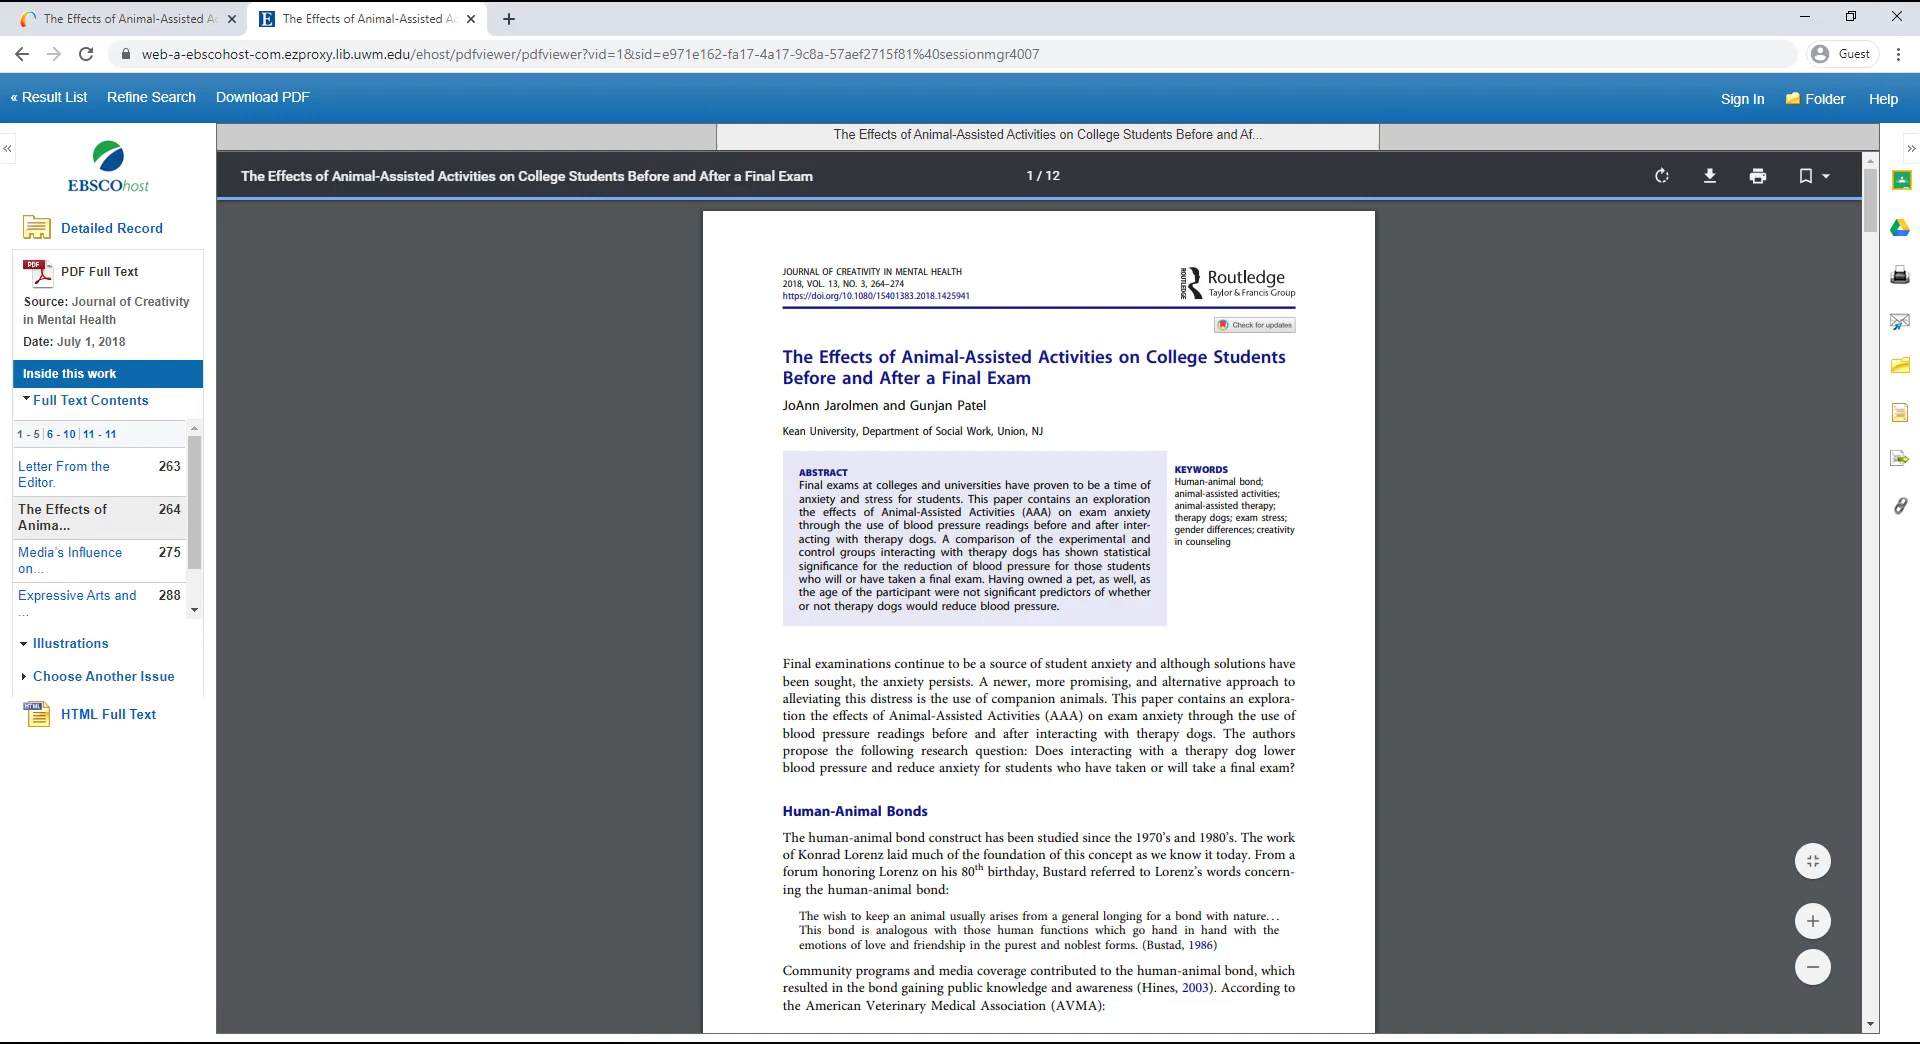 The Effects of Animal-Assisted Ac
The Effects of Animal-Assisted Ac
web-a-ebscohost-com.ezproxy.lib.uwm.edu/ehost/pdfviewer/pdfviewer?vid=1&sid=e971e162-fa17-4a17-9c8a-57aef2715f81%40sessionmgr4007
Guest
« Result List Refine Search Download PDF
Sign In Folder Help
EBSCOhost
Detailed Record
PDF
PDF Full Text
Source: Journal of Creativity
in Mental Health
Date: July 1, 2018
Inside this work
Full Text Contents
1 - 5 | 6 - 10 | 11 - 11
Letter From the 263
Editor.
The Effects of 264
Anima...
Media's Influence 275
on...
Expressive Arts and 288
...
Illustrations
Choose Another Issue
HTML
HTML Full Text
The Effects of Animal-Assisted Activities on College Students Before and Af...
The Effects of Animal-Assisted Activities on College Students Before and After a Final Exam
1 / 12
JOURNAL OF CREATIVITY IN MENTAL HEALTH
2018, VOL. 13, NO. 3, 264–274
https://doi.org/10.1080/15401383.2018.1425941
ROUTLEDGE
Routledge
Taylor & Francis Group
Check for updates
The Effects of Animal-Assisted Activities on College Students
Before and After a Final Exam
JoAnn Jarolmen and Gunjan Patel
Kean University, Department of Social Work, Union, NJ
ABSTRACT
Final exams at colleges and universities have proven to be a time of
anxiety and stress for students. This paper contains an exploration
the effects of Animal-Assisted Activities (AAA) on exam anxiety
through the use of blood pressure readings before and after inter-
acting with therapy dogs. A comparison of the experimental and
control groups interacting with therapy dogs has shown statistical
significance for the reduction of blood pressure for those students
who will or have taken a final exam. Having owned a pet, as well, as
the age of the participant were not significant predictors of whether
or not therapy dogs would reduce blood pressure.
KEYWORDS
Human-animal bond;
animal-assisted activities;
animal-assisted therapy;
therapy dogs; exam stress;
gender differences; creativity
in counseling
Final examinations continue to be a source of student anxiety and although solutions have
been sought, the anxiety persists. A newer, more promising, and alternative approach to
alleviating this distress is the use of companion animals. This paper contains an explora-
tion the effects of Animal-Assisted Activities (AAA) on exam anxiety through the use of
blood pressure readings before and after interacting with therapy dogs. The authors
propose the following research question: Does interacting with a therapy dog lower
blood pressure and reduce anxiety for students who have taken or will take a final exam?
Human-Animal Bonds
The human-animal bond construct has been studied since the 1970's and 1980's. The work
of Konrad Lorenz laid much of the foundation of this concept as we know it today. From a
forum honoring Lorenz on his 80th birthday, Bustard referred to Lorenz's words concern-
ing the human-animal bond:
The wish to keep an animal usually arises from a general longing for a bond with nature...
This bond is analogous with those human functions which go hand in hand with the
emotions of love and friendship in the purest and noblest forms. (Bustad, 1986)
Community programs and media coverage contributed to the human-animal bond, which
resulted in the bond gaining public knowledge and awareness (Hines, 2003). According to
the American Veterinary Medical Association (AVMA):